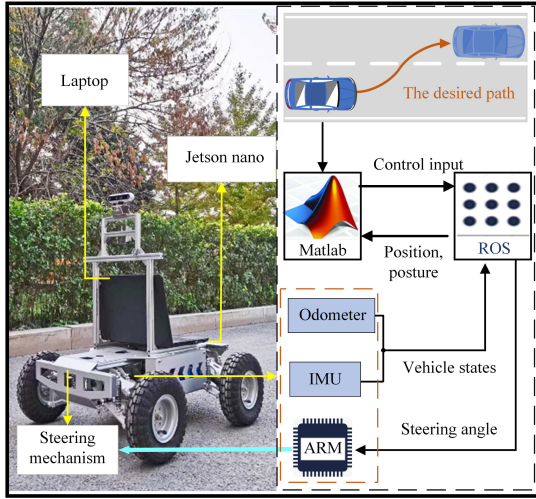 Laptop
Jetson nano
Steering
mechanism
The desired path
Control input
Matlab
ROS
Position,
posture
Odometer
IMU
Vehicle states
Steering angle
ARM